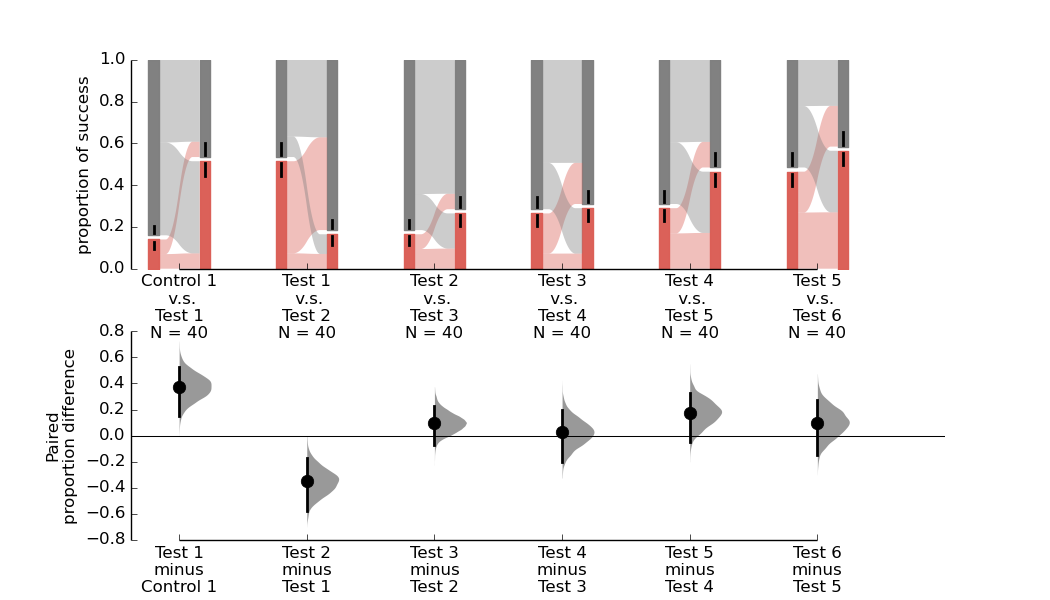 proportion of success
1.0
0.8
0.6
0.4
0.2
0.0
Control 1
v.s.
Test 1
N = 40
Test 1
v.s.
Test 2
N = 40
Test 2
v.s.
Test 3
N = 40
Test 3
v.s.
Test 4
N = 40
Test 4
v.s.
Test 5
N = 40
Test 5
v.s.
Test 6
N = 40
Paired
proportion difference
0.8
0.6
0.4
0.2
0.0
−0.2
−0.4
−0.6
−0.8
Test 1
minus
Control 1
Test 2
minus
Test 1
Test 3
minus
Test 2
Test 4
minus
Test 3
Test 5
minus
Test 4
Test 6
minus
Test 5